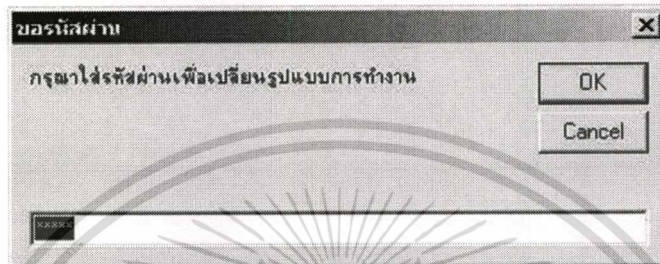 ขอรหัสผ่าน
กรุณาใส่รหัสผ่านเพื่อเปลี่ยนรูปแบบการทำงาน
OK
Cancel
xxxxx